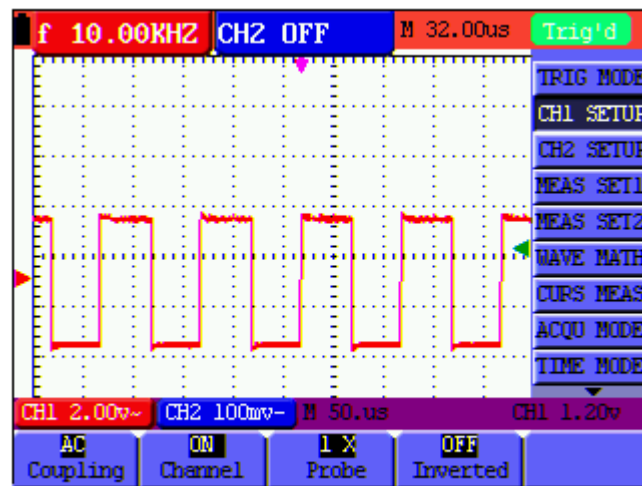 f 10.00KHZ CH2 OFF M 32.00us Trig'd
TRIG MODE
CH1 SETUP
CH2 SETUP
MEAS SET1
MEAS SET2
WAVE MATH
CURS MEAS
ACQU MODE
TIME MODE
CH1 2.00v~ CH2 100mv- M 50.us CH1 1.20v
AC ON 1 X OFF
Coupling Channel Probe Inverted